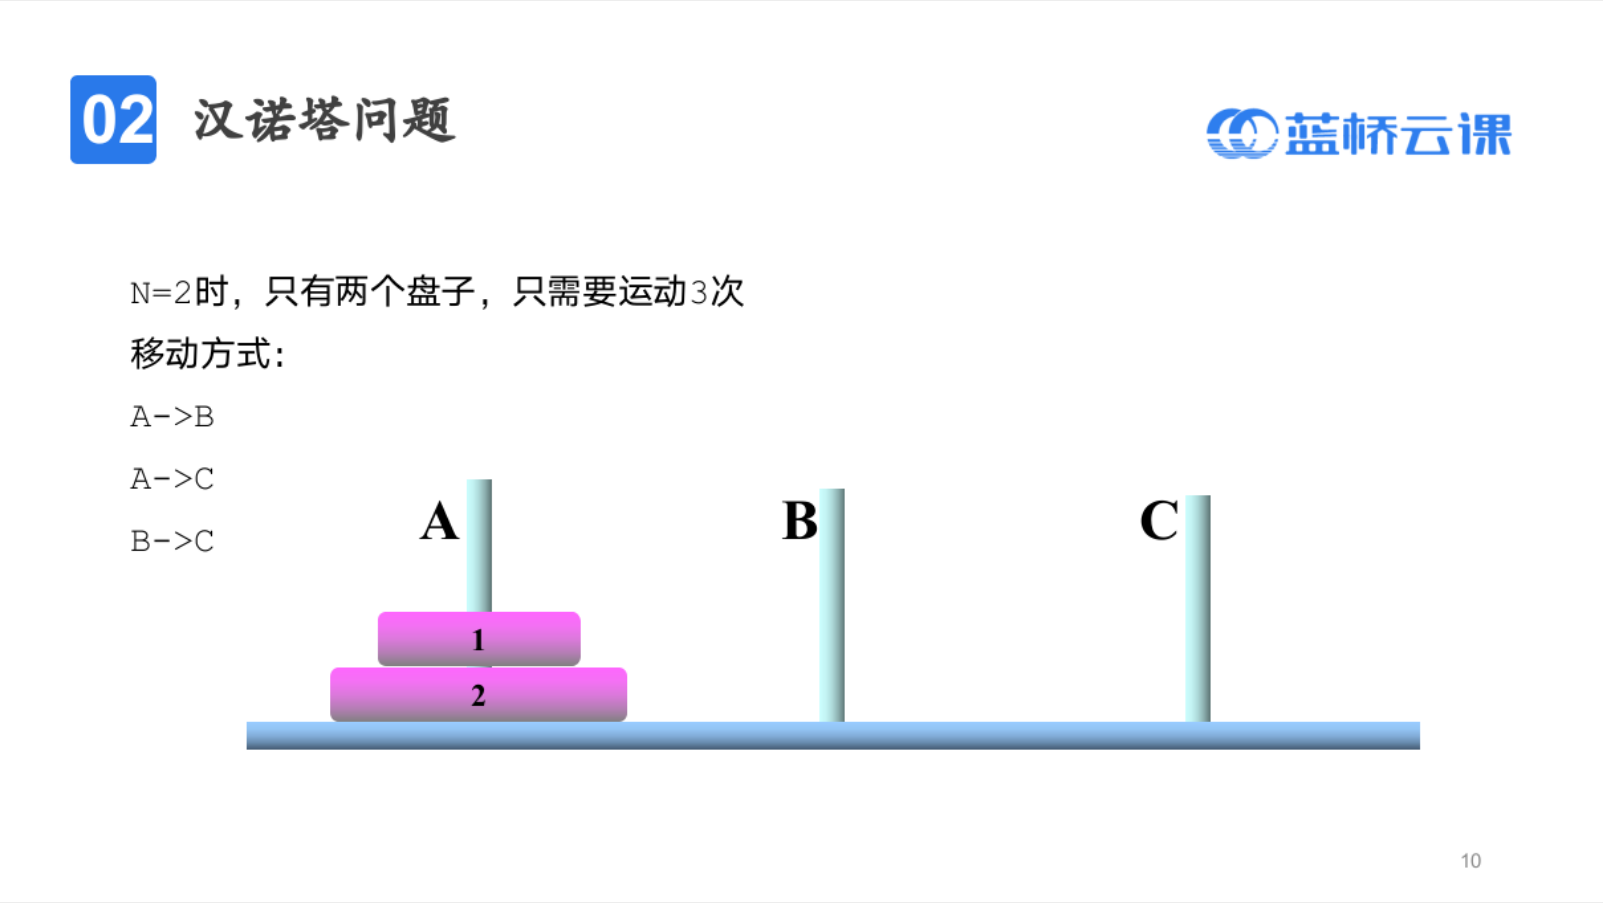 02 汉诺塔问题
蓝桥云课
N=2时，只有两个盘子，只需要运动3次
移动方式：
A->B
A->C
B->C
A
B
C
1
2
10